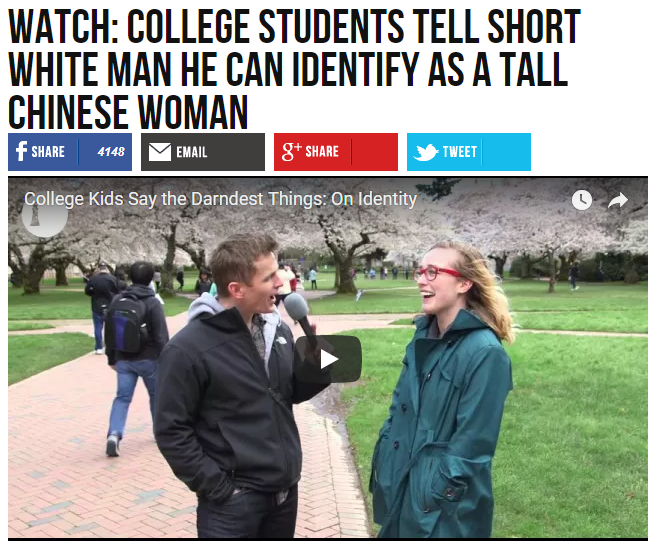 WATCH: COLLEGE STUDENTS TELL SHORT
WHITE MAN HE CAN IDENTIFY AS A TALL
CHINESE WOMAN
f SHARE 4148 EMAIL g+ SHARE TWEET
College Kids Say the Darndest Things: On Identity